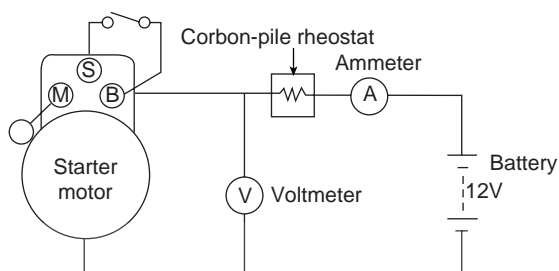 Corbon-pile rheostat
Ammeter
S
M
B
A
Starter
motor
V
Voltmeter
Battery
12V